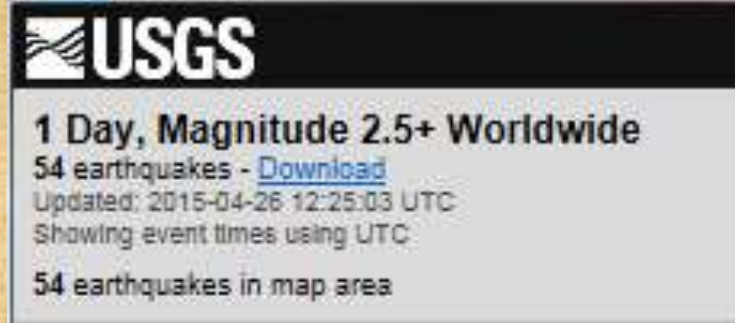 USGS
1 Day, Magnitude 2.5+ Worldwide
54 earthquakes - Download
Updated: 2015-04-26 12:25:03 UTC
Showing event times using UTC
54 earthquakes in map area